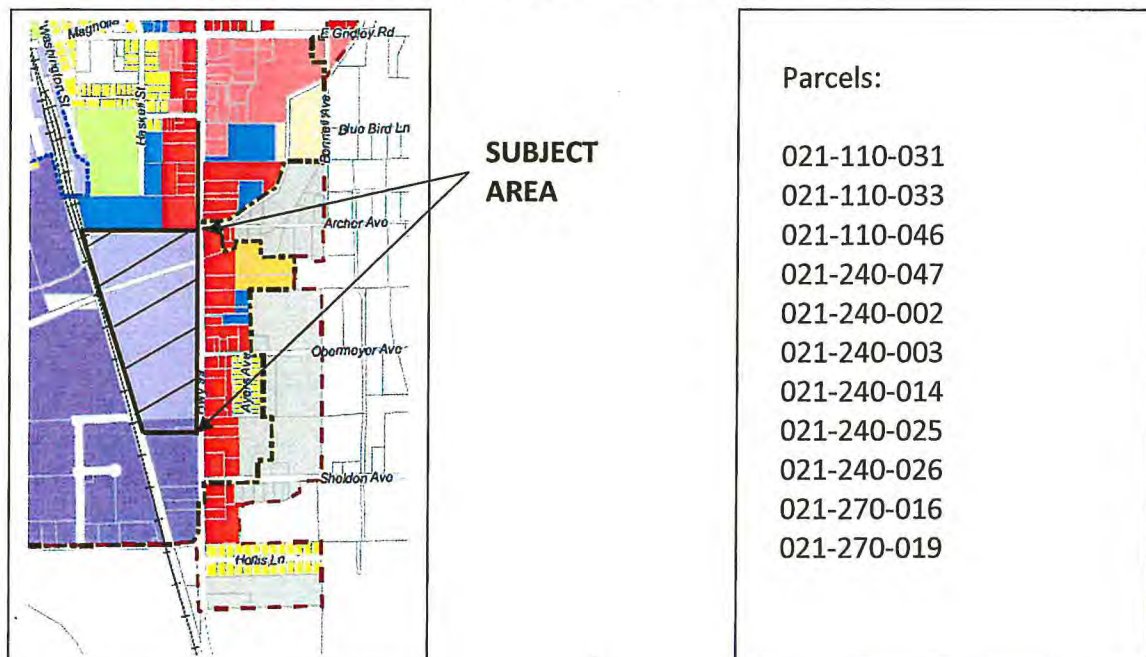 Magnolia
E Gridley Rd
Washington St
Haskell St
Bonnell Ave
Blue Bird Ln
Archer Ave
Hwy 99
Obermeyer Ave
Ayers Ave
Sheldon Ave
Hollis Ln
SUBJECT
AREA
Parcels:
021-110-031
021-110-033
021-110-046
021-240-047
021-240-002
021-240-003
021-240-014
021-240-025
021-240-026
021-270-016
021-270-019